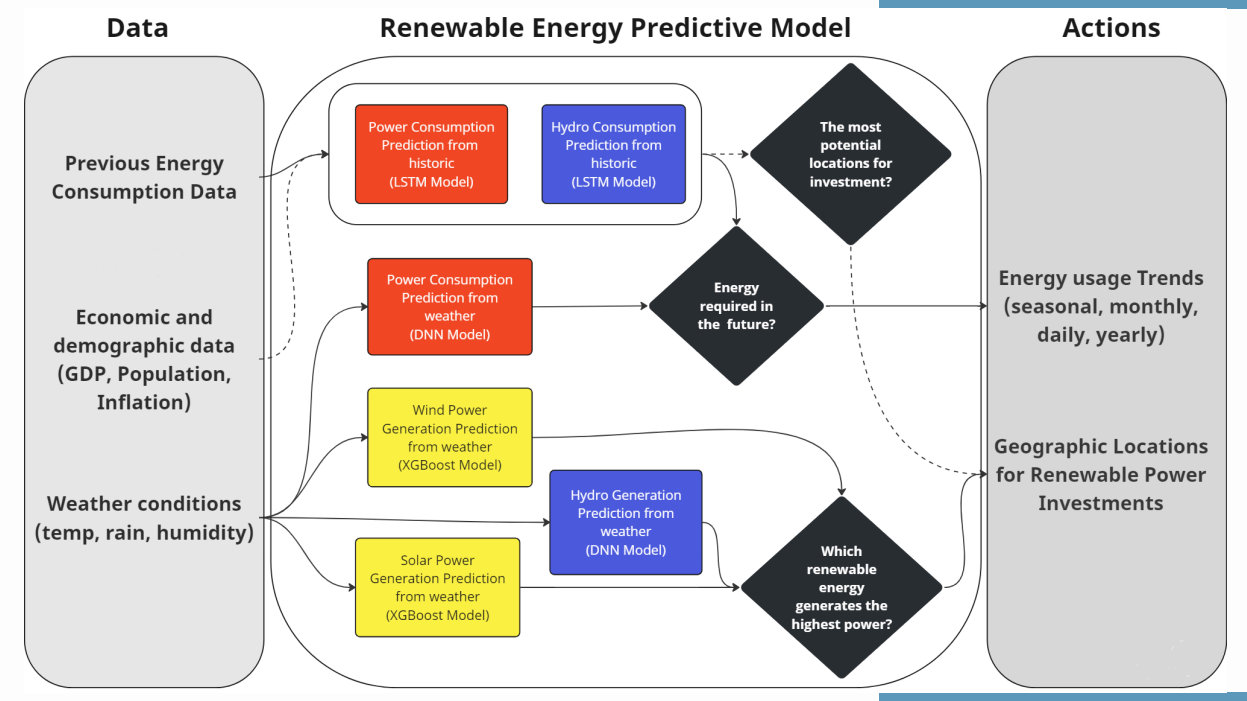 Data
Renewable Energy Predictive Model
Actions
Previous Energy
Consumption Data
Economic and
demographic data
(GDP, Population,
Inflation)
Weather conditions
(temp, rain, humidity)
Power Consumption
Prediction from
historic
(LSTM Model)
Hydro Consumption
Prediction from
historic
(LSTM Model)
The most
potential
locations for
investment?
Power Consumption
Prediction from
weather
(DNN Model)
Energy
required in
the future?
Wind Power
Generation Prediction
from weather
(XGBoost Model)
Hydro Generation
Prediction from
weather
(DNN Model)
Solar Power
Generation Prediction
from weather
(XGBoost Model)
Which
renewable
energy
generates the
highest power?
Energy usage Trends
(seasonal, monthly,
daily, yearly)
Geographic Locations
for Renewable Power
Investments